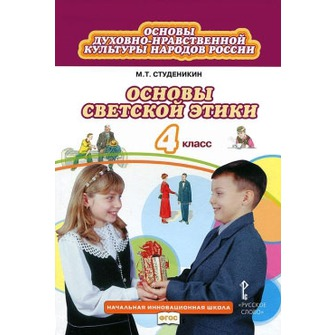 ОСНОВЫ
ДУХОВНО-НРАВСТВЕННОЙ
КУЛЬТУРЫ НАРОДОВ РОССИИ
М.Т. СТУДЕНИКИН
ОСНОВЫ
СВЕТСКОЙ ЭТИКИ
4 КЛАСС
"РУССКОЕ
СЛОВО"
НАЧАЛЬНАЯ ИННОВАЦИОННАЯ ШКОЛА
ФГОС